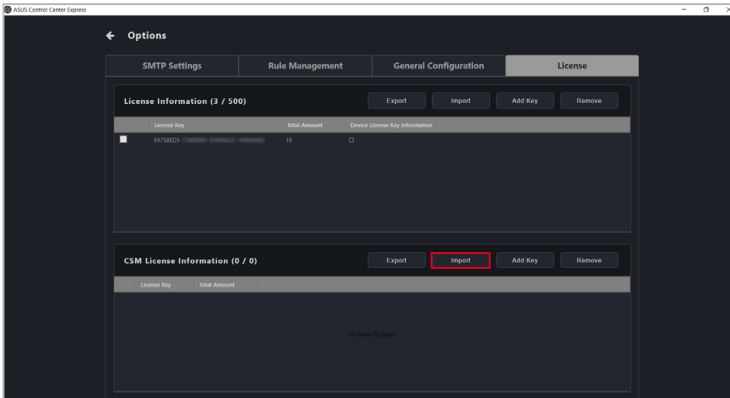 ASUS Control Center Express
Options
SMTP Settings Rule Management General Configuration License
License Information (3 / 500) Export Import Add Key Remove
License Key Total Amount Device License Key Information
FA75BED5- 10
CSM License Information (0 / 0) Export Import Add Key Remove
License Key Total Amount
No Rows To Show